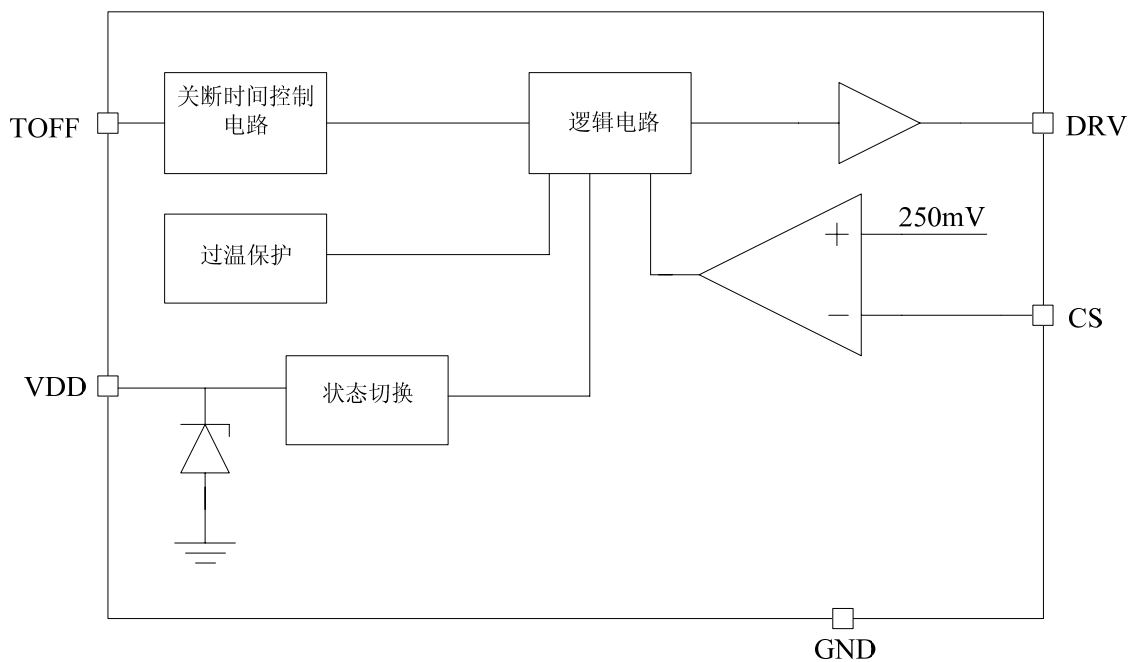 关断时间控制
电路
逻辑电路
TOFF
DRV
250mV
过温保护
+
−
CS
VDD
状态切换
GND